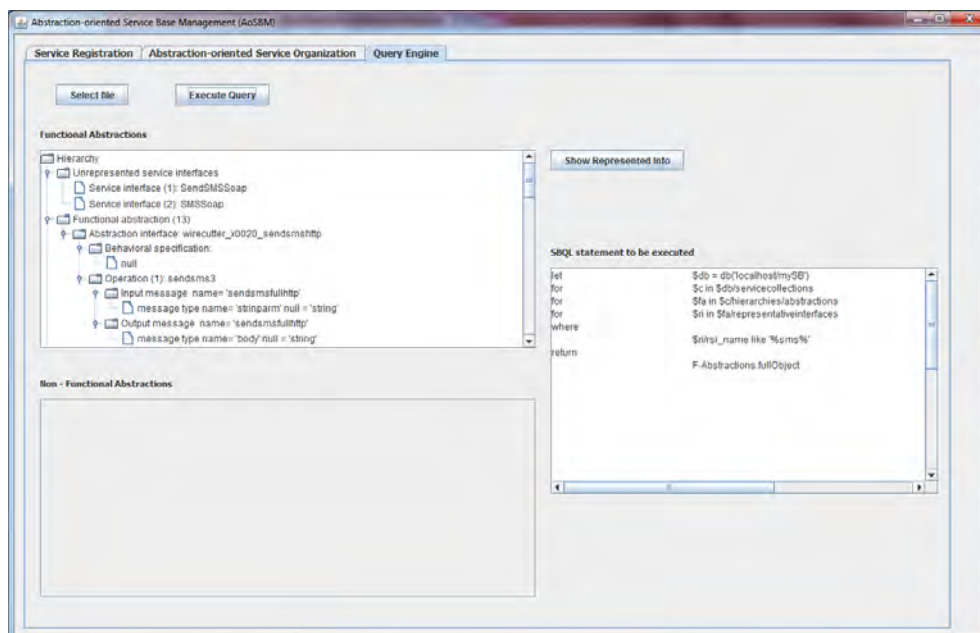 Abstraction-oriented Service Base Management (AoSBM)
Service Registration Abstraction-oriented Service Organization Query Engine
Select file Execute Query
Functional Abstractions
Hierarchy
Unrepresented service interfaces
Service interface (1): SendSMSSoap
Service interface (2): SMSSoap
Functional abstraction (13)
Abstraction interface: wirecutter_x0020_sendsmshttp
Behavioral specification:
null
Operation (1): sendsms3
Input message name= 'sendsmsfullhttp'
message type name= 'strinparm' null = 'string'
Output message name= 'sendsmsfullhttp'
message type name= 'body' null = 'string'
Non - Functional Abstractions
Show Represented Info
SBQL statement to be executed
let $db = db('localhost/mySB')
for $c in $db/servicecollections
for $fa in $c/hierarchies/abstractions
for $ri in $fa/representativeinterfaces
where
$ri/rsi_name like '%sms%'
return
F-Abstractions.fullObject